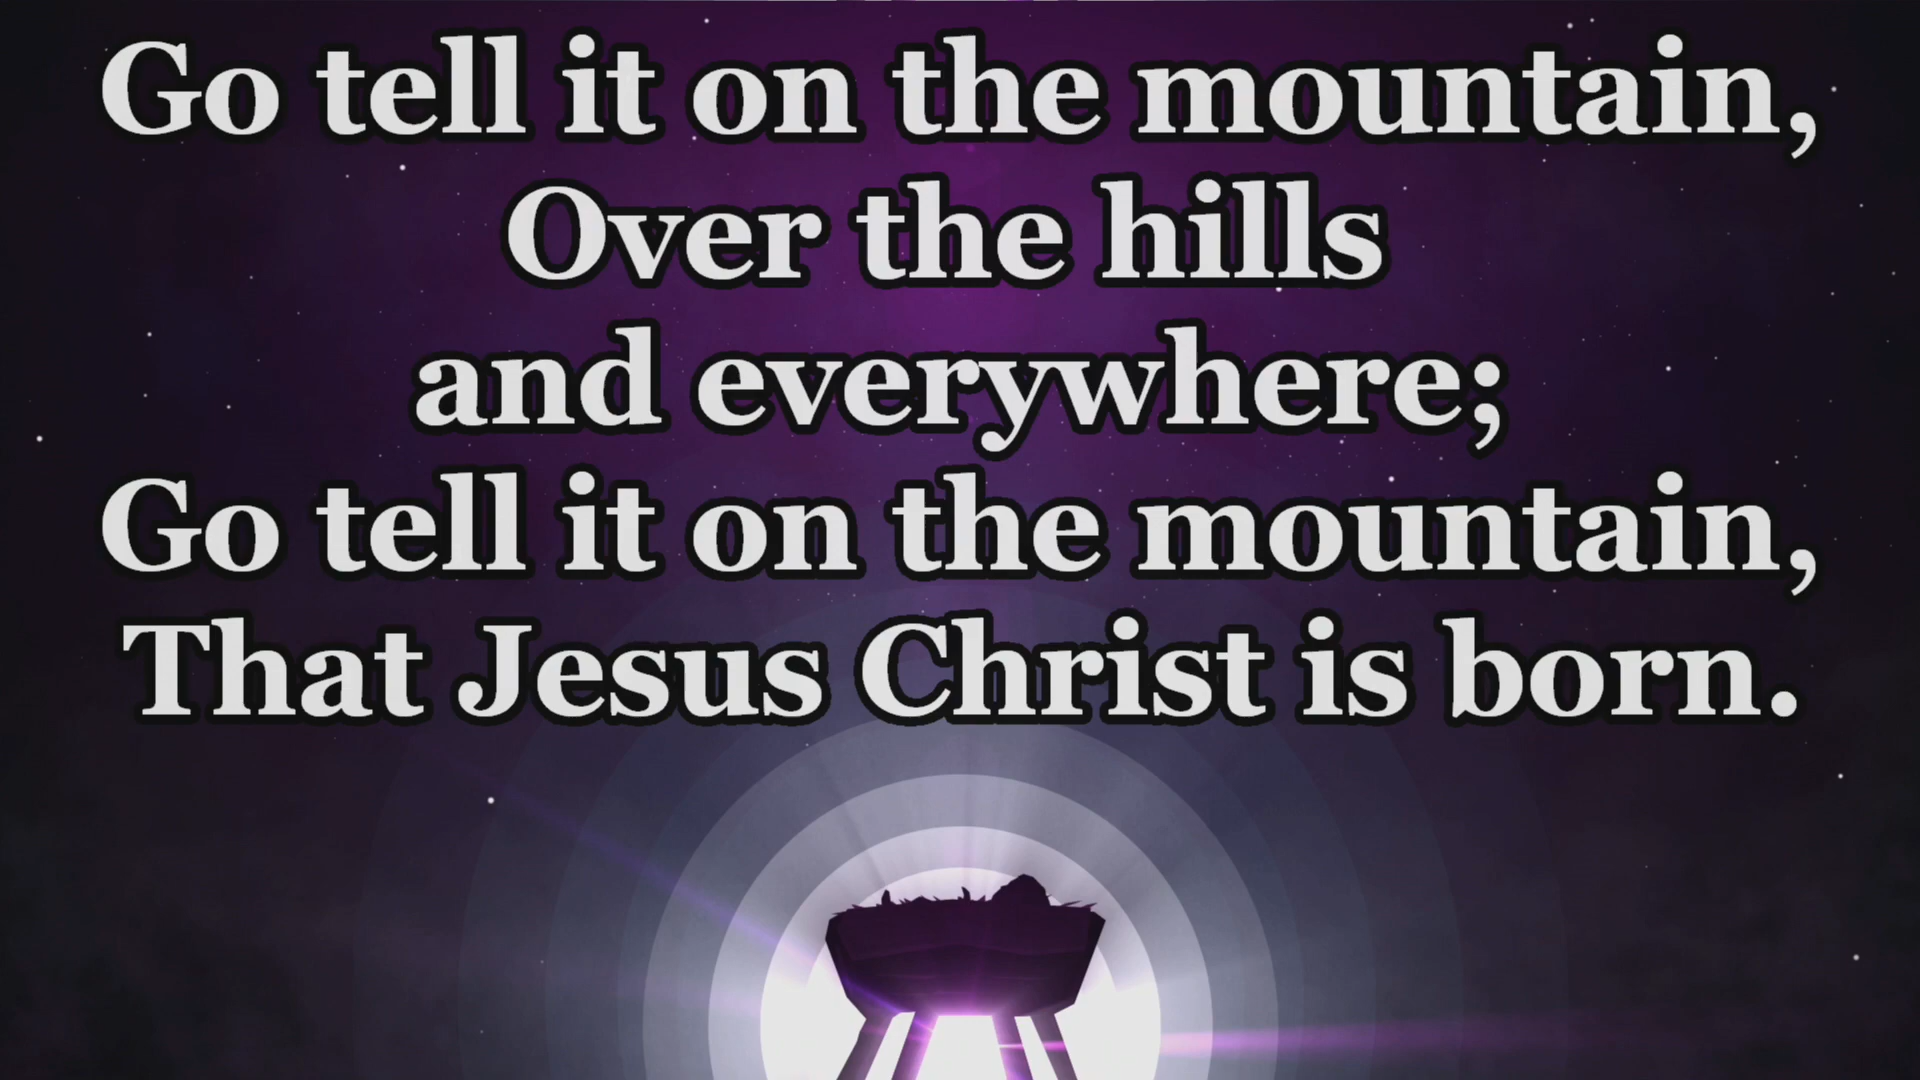 Go tell it on the mountain,
Over the hills
and everywhere;
Go tell it on the mountain,
That Jesus Christ is born.